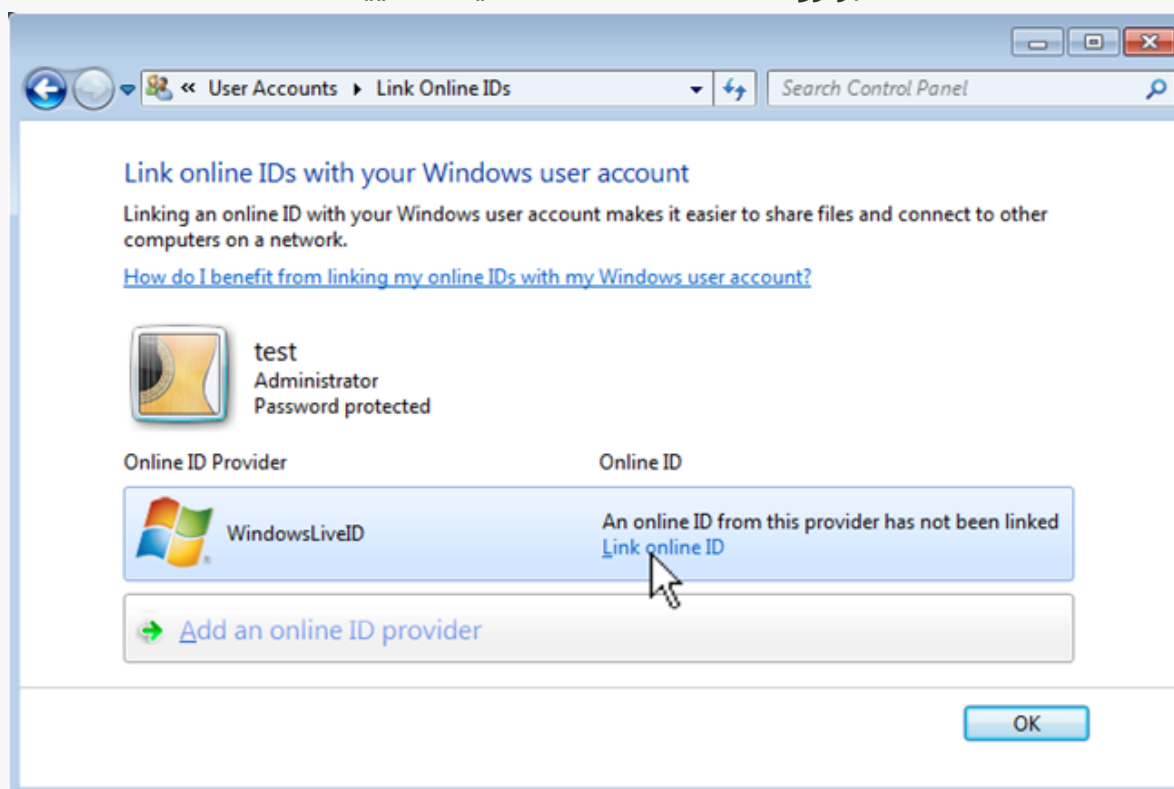 « User Accounts ▸ Link Online IDs
Search Control Panel
Link online IDs with your Windows user account
Linking an online ID with your Windows user account makes it easier to share files and connect to other
computers on a network.
How do I benefit from linking my online IDs with my Windows user account?
test
Administrator
Password protected
Online ID Provider Online ID
WindowsLiveID
An online ID from this provider has not been linked
Link online ID
Add an online ID provider
OK